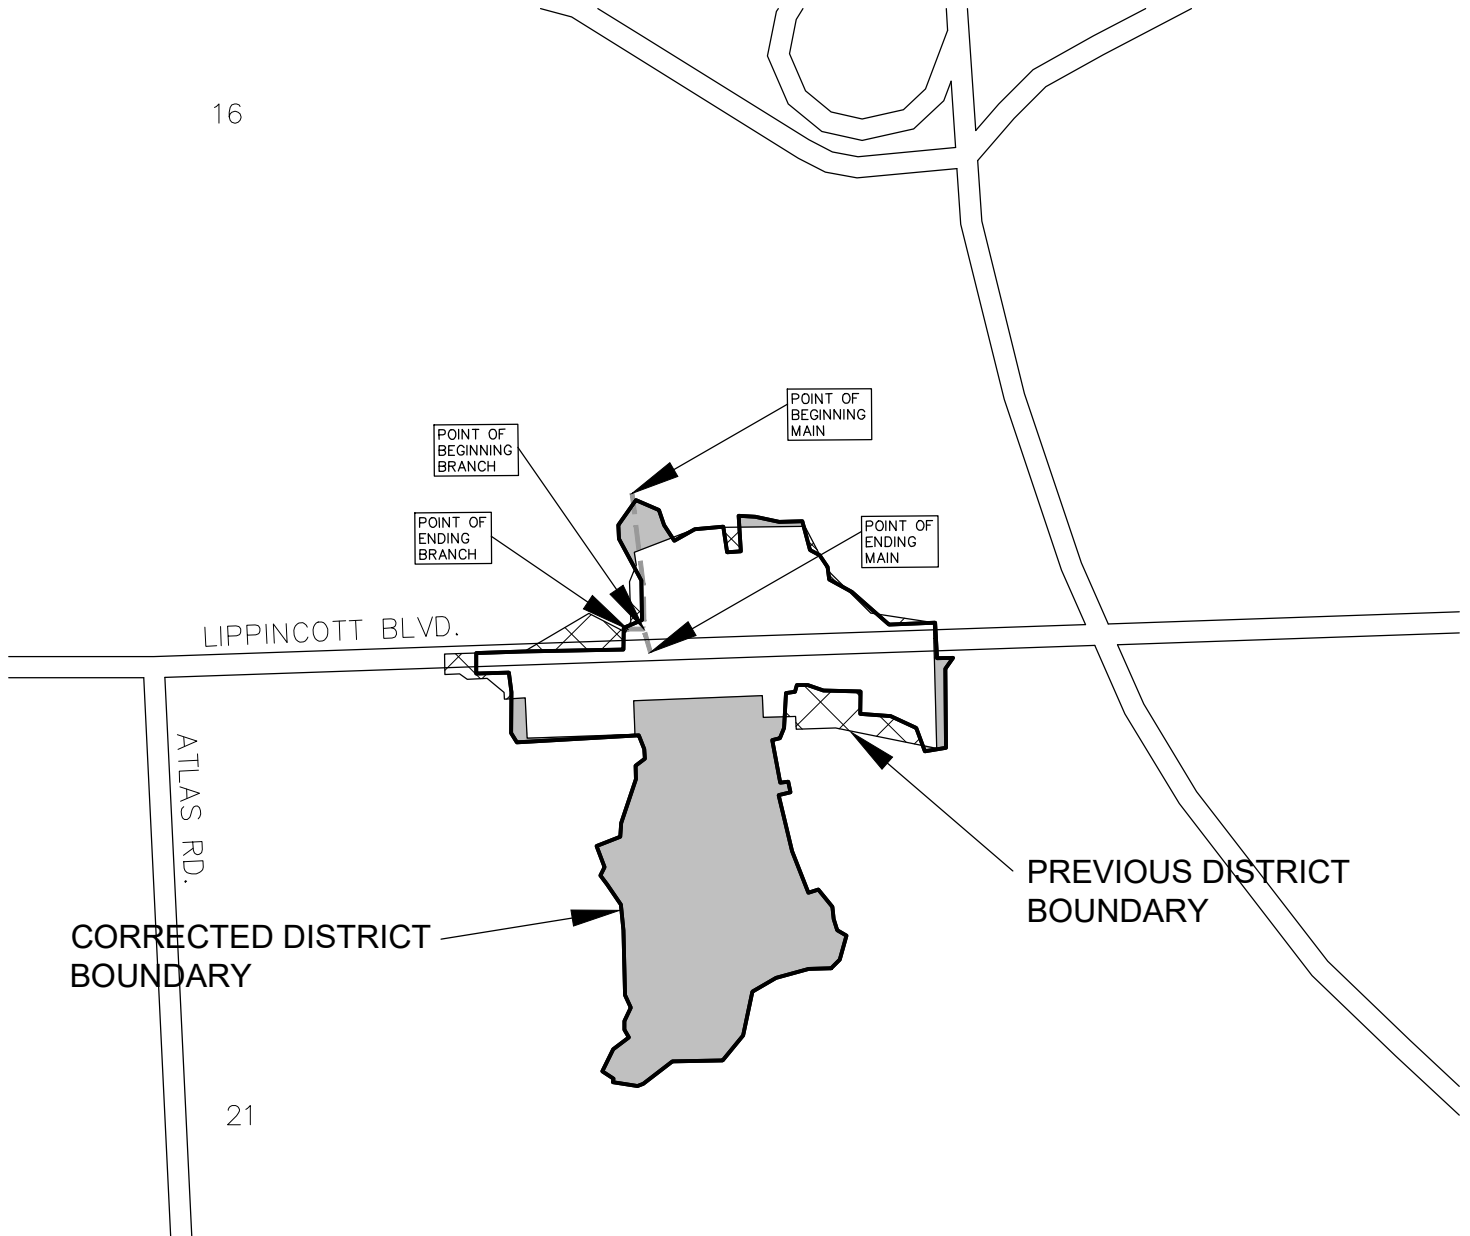 16
POINT OF
BEGINNING
MAIN
POINT OF
BEGINNING
BRANCH
POINT OF
ENDING
BRANCH
POINT OF
ENDING
MAIN
LIPPINCOTT BLVD.
ATLAS RD.
PREVIOUS DISTRICT
BOUNDARY
CORRECTED DISTRICT
BOUNDARY
21